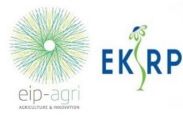 eip-agri
AGRICULTURE & INNOVATION
EKRP